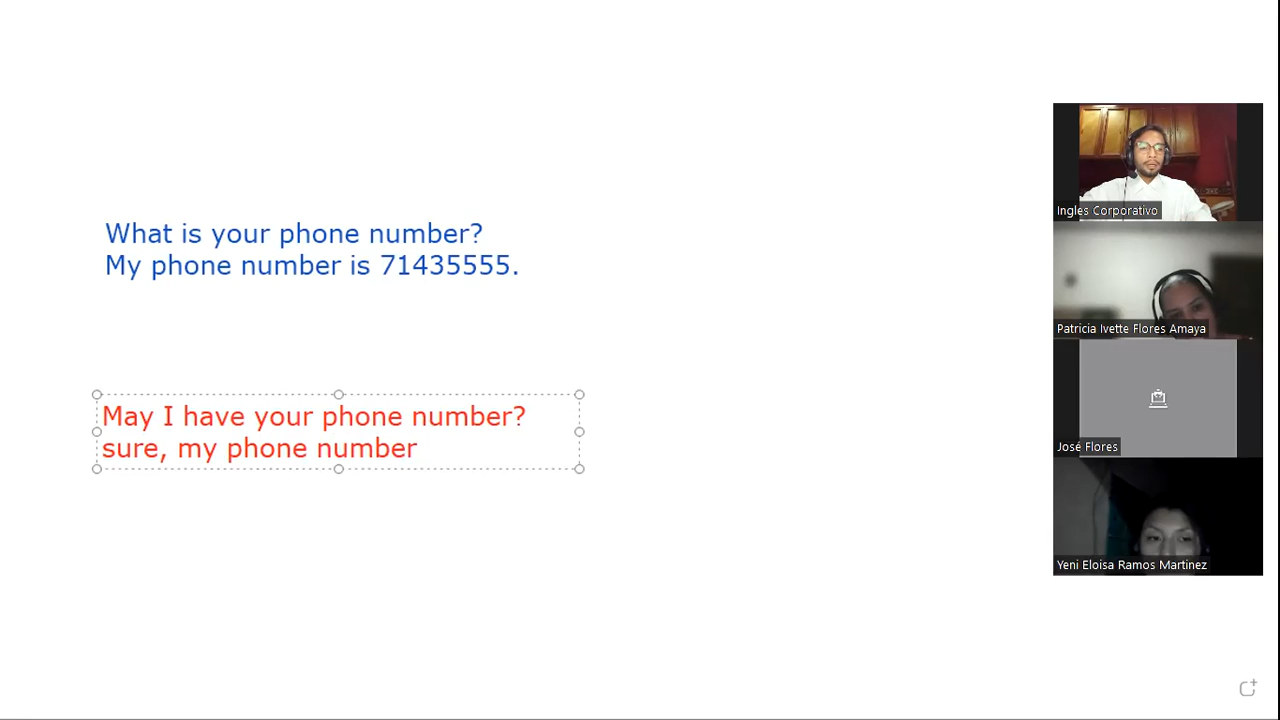 What is your phone number?
My phone number is 71435555.
May I have your phone number?
sure, my phone number
Ingles Corporativo
Patricia Ivette Flores Amaya
José Flores
Yeni Eloisa Ramos Martinez